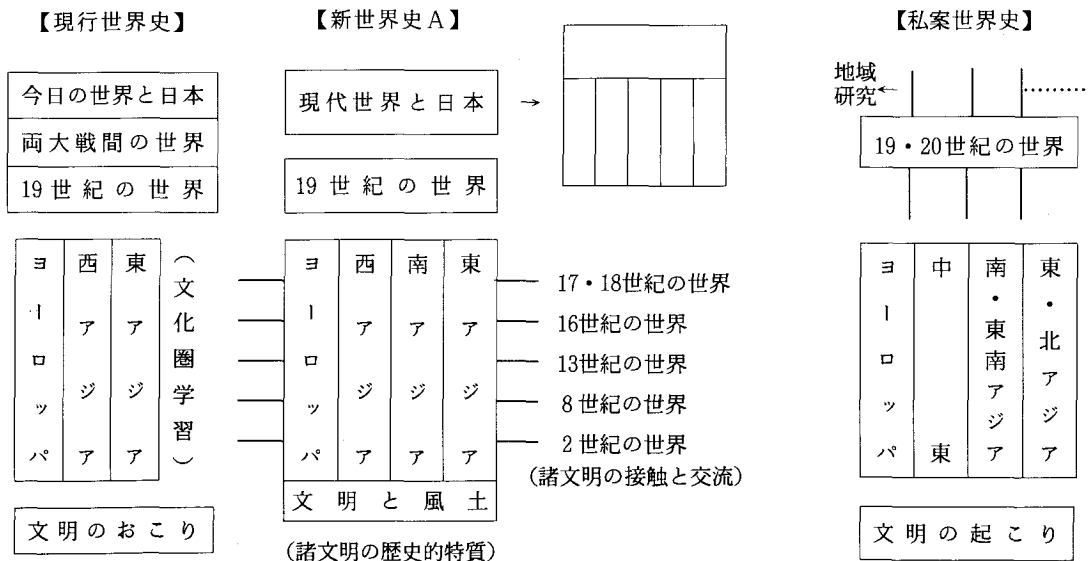 【現行世界史】
今日の世界と日本
両大戦間の世界
19世紀の世界
ヨーロッパ
西アジア
東アジア
(文化圏学習)
文明のおこり
【新世界史A】
現代世界と日本
→
19世紀の世界
ヨーロッパ
西アジア
南アジア
東アジア
文明と風土
(諸文明の歴史的特質)
17・18世紀の世界
16世紀の世界
13世紀の世界
8世紀の世界
2世紀の世界
(諸文明の接触と交流)
【私案世界史】
地域
研究←
19・20世紀の世界
ヨーロッパ
中東
南・東南アジア
東・北アジア
文明の起こり